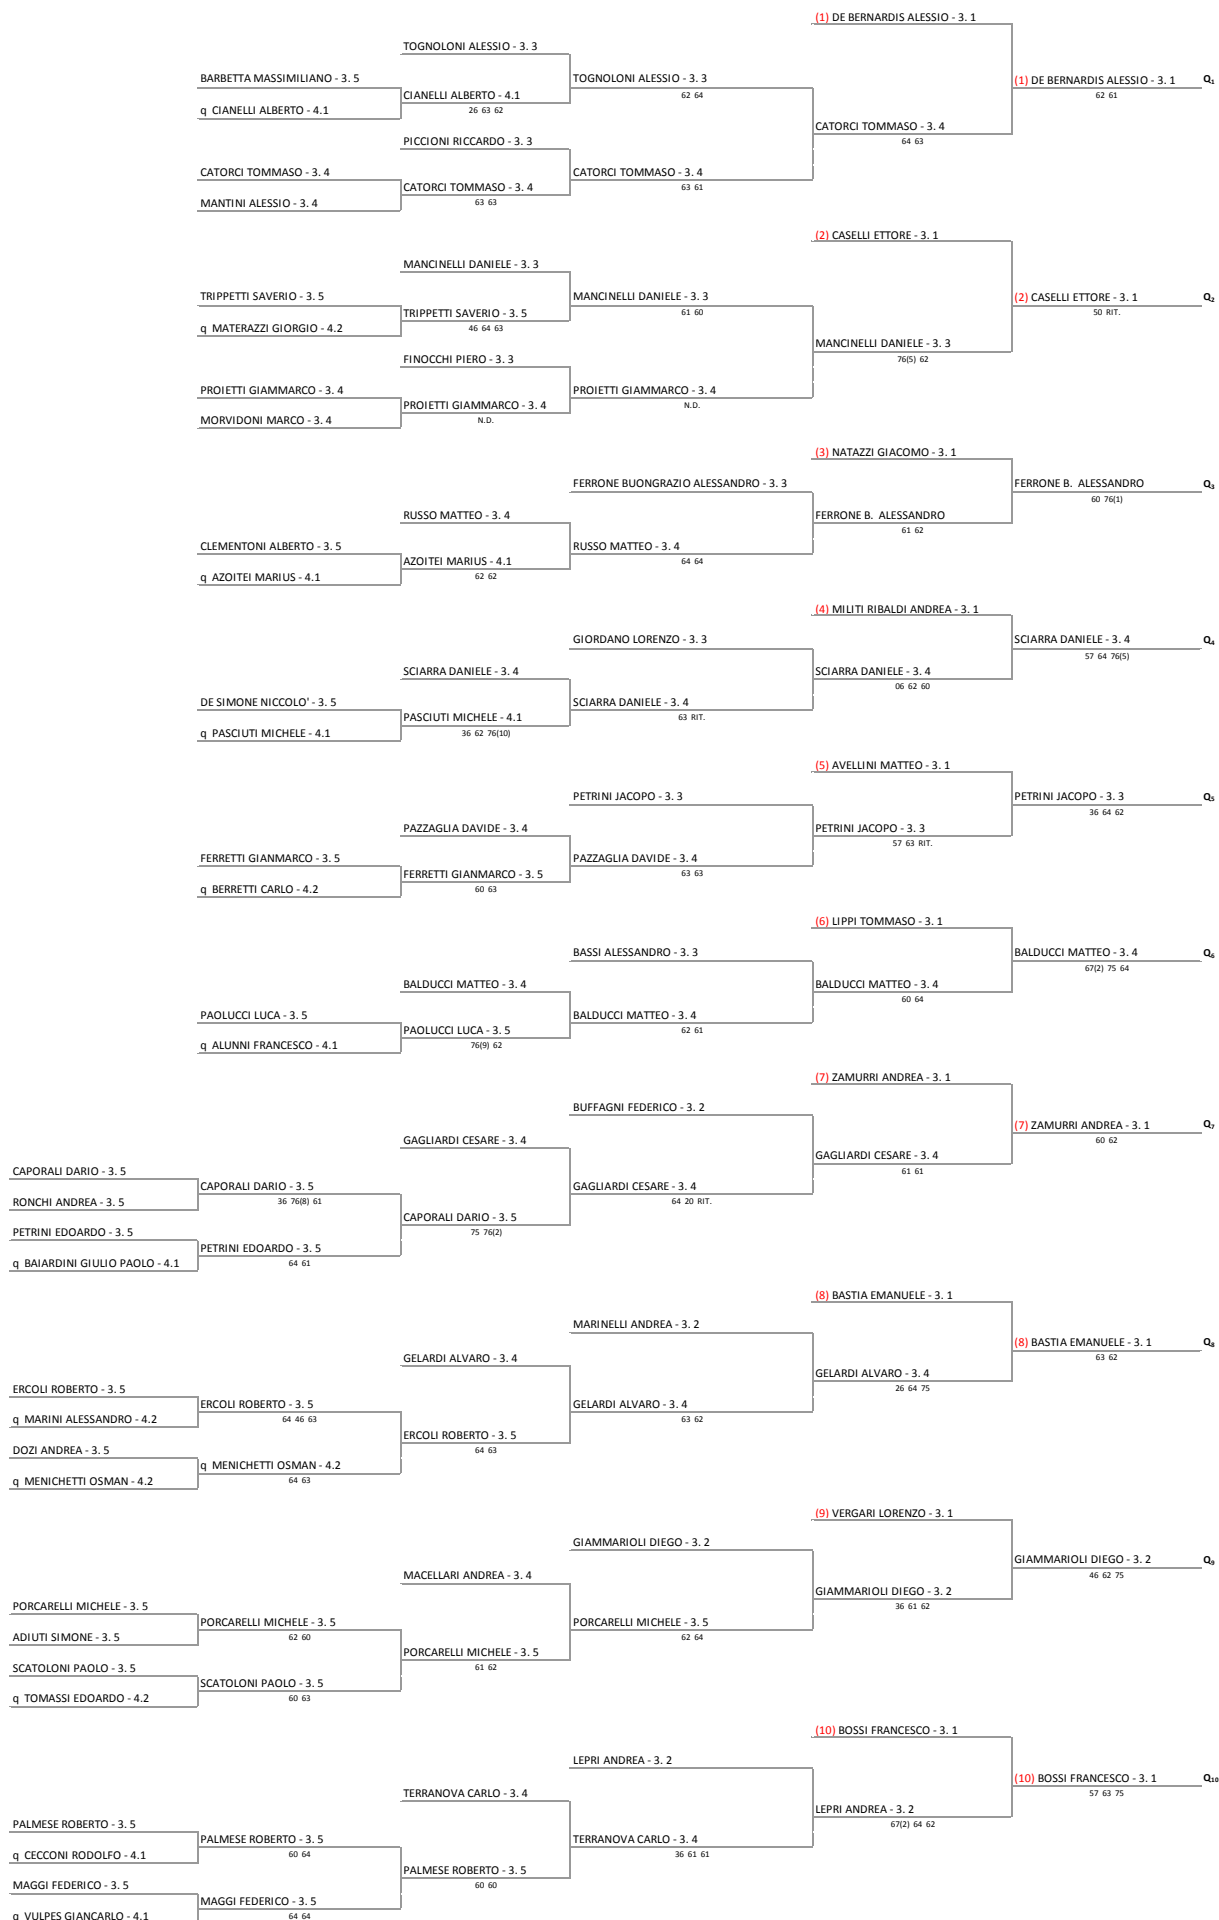 (1) DE BERNARDIS ALESSIO - 3. 1
TOGNOLONI ALESSIO - 3. 3
BARBETTA MASSIMILIANO - 3. 5
TOGNOLONI ALESSIO - 3. 3
(1) DE BERNARDIS ALESSIO - 3. 1
Q1
62 64
62 61
CIANELLI ALBERTO - 4.1
q CIANELLI ALBERTO - 4.1
26 63 62
CATORCI TOMMASO - 3. 4
64 63
PICCIONI RICCARDO - 3. 3
CATORCI TOMMASO - 3. 4
CATORCI TOMMASO - 3. 4
63 61
CATORCI TOMMASO - 3. 4
63 63
MANTINI ALESSIO - 3. 4
(2) CASELLI ETTORE - 3. 1
MANCINELLI DANIELE - 3. 3
TRIPPETTI SAVERIO - 3. 5
MANCINELLI DANIELE - 3. 3
(2) CASELLI ETTORE - 3. 1
Q2
61 60
50 RIT.
TRIPPETTI SAVERIO - 3. 5
q MATERAZZI GIORGIO - 4.2
46 64 63
MANCINELLI DANIELE - 3. 3
76(5) 62
FINOCCHI PIERO - 3. 3
PROIETTI GIAMMARCO - 3. 4
PROIETTI GIAMMARCO - 3. 4
N.D.
PROIETTI GIAMMARCO - 3. 4
N.D.
MORVIDONI MARCO - 3. 4
(3) NATAZZI GIACOMO - 3. 1
FERRONE BUONGRAZIO ALESSANDRO - 3. 3
FERRONE B. ALESSANDRO
Q3
60 76(1)
RUSSO MATTEO - 3. 4
FERRONE B. ALESSANDRO
61 62
CLEMENTONI ALBERTO - 3. 5
RUSSO MATTEO - 3. 4
64 64
AZOITEI MARIUS - 4.1
q AZOITEI MARIUS - 4.1
62 62
(4) MILITI RIBALDI ANDREA - 3. 1
GIORDANO LORENZO - 3. 3
SCIARRA DANIELE - 3. 4
Q4
57 64 76(5)
SCIARRA DANIELE - 3. 4
SCIARRA DANIELE - 3. 4
06 62 60
DE SIMONE NICCOLO' - 3. 5
SCIARRA DANIELE - 3. 4
63 RIT.
PASCIUTI MICHELE - 4.1
q PASCIUTI MICHELE - 4.1
36 62 76(10)
(5) AVELLINI MATTEO - 3. 1
PETRINI JACOPO - 3. 3
PETRINI JACOPO - 3. 3
Q5
36 64 62
PAZZAGLIA DAVIDE - 3. 4
PETRINI JACOPO - 3. 3
57 63 RIT.
FERRETTI GIANMARCO - 3. 5
PAZZAGLIA DAVIDE - 3. 4
63 63
FERRETTI GIANMARCO - 3. 5
q BERRETTI CARLO - 4.2
60 63
(6) LIPPI TOMMASO - 3. 1
BASSI ALESSANDRO - 3. 3
BALDUCCI MATTEO - 3. 4
Q6
67(2) 75 64
BALDUCCI MATTEO - 3. 4
BALDUCCI MATTEO - 3. 4
60 64
PAOLUCCI LUCA - 3. 5
BALDUCCI MATTEO - 3. 4
62 61
PAOLUCCI LUCA - 3. 5
q ALUNNI FRANCESCO - 4.1
76(9) 62
(7) ZAMURRI ANDREA - 3. 1
BUFFAGNI FEDERICO - 3. 2
(7) ZAMURRI ANDREA - 3. 1
Q7
60 62
GAGLIARDI CESARE - 3. 4
GAGLIARDI CESARE - 3. 4
61 61
CAPORALI DARIO - 3. 5
CAPORALI DARIO - 3. 5
GAGLIARDI CESARE - 3. 4
36 76(8) 61
64 20 RIT.
RONCHI ANDREA - 3. 5
CAPORALI DARIO - 3. 5
75 76(2)
PETRINI EDOARDO - 3. 5
PETRINI EDOARDO - 3. 5
64 61
q BAIARDINI GIULIO PAOLO - 4.1
(8) BASTIA EMANUELE - 3. 1
MARINELLI ANDREA - 3. 2
(8) BASTIA EMANUELE - 3. 1
Q8
63 62
GELARDI ALVARO - 3. 4
GELARDI ALVARO - 3. 4
26 64 75
ERCOLI ROBERTO - 3. 5
ERCOLI ROBERTO - 3. 5
GELARDI ALVARO - 3. 4
64 46 63
63 62
q MARINI ALESSANDRO - 4.2
ERCOLI ROBERTO - 3. 5
64 63
DOZI ANDREA - 3. 5
q MENICHETTI OSMAN - 4.2
64 63
q MENICHETTI OSMAN - 4.2
(9) VERGARI LORENZO - 3. 1
GIAMMARIOLI DIEGO - 3. 2
GIAMMARIOLI DIEGO - 3. 2
Q9
46 62 75
MACELLARI ANDREA - 3. 4
GIAMMARIOLI DIEGO - 3. 2
36 61 62
PORCARELLI MICHELE - 3. 5
PORCARELLI MICHELE - 3. 5
PORCARELLI MICHELE - 3. 5
62 60
62 64
ADIUTI SIMONE - 3. 5
PORCARELLI MICHELE - 3. 5
61 62
SCATOLONI PAOLO - 3. 5
SCATOLONI PAOLO - 3. 5
60 63
q TOMASSI EDOARDO - 4.2
(10) BOSSI FRANCESCO - 3. 1
LEPRI ANDREA - 3. 2
(10) BOSSI FRANCESCO - 3. 1
Q10
57 63 75
TERRANOVA CARLO - 3. 4
LEPRI ANDREA - 3. 2
67(2) 64 62
PALMESE ROBERTO - 3. 5
PALMESE ROBERTO - 3. 5
TERRANOVA CARLO - 3. 4
60 64
36 61 61
q CECCONI RODOLFO - 4.1
PALMESE ROBERTO - 3. 5
60 60
MAGGI FEDERICO - 3. 5
MAGGI FEDERICO - 3. 5
64 64
q VULPES GIANCARLO - 4.1